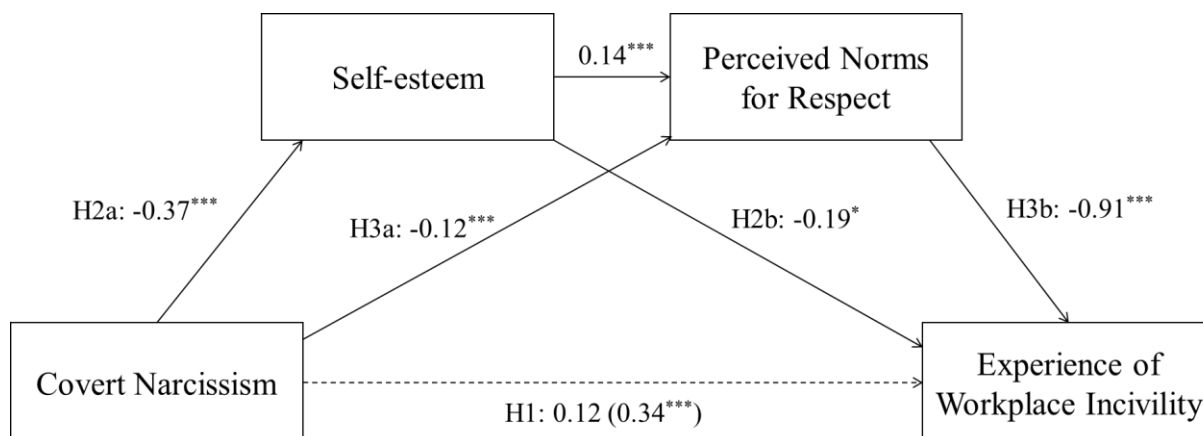 Self-esteem
0.14***
Perceived Norms
for Respect
H2a: -0.37***
H3a: -0.12***
H2b: -0.19*
H3b: -0.91***
Covert Narcissism
H1: 0.12 (0.34***)
Experience of
Workplace Incivility